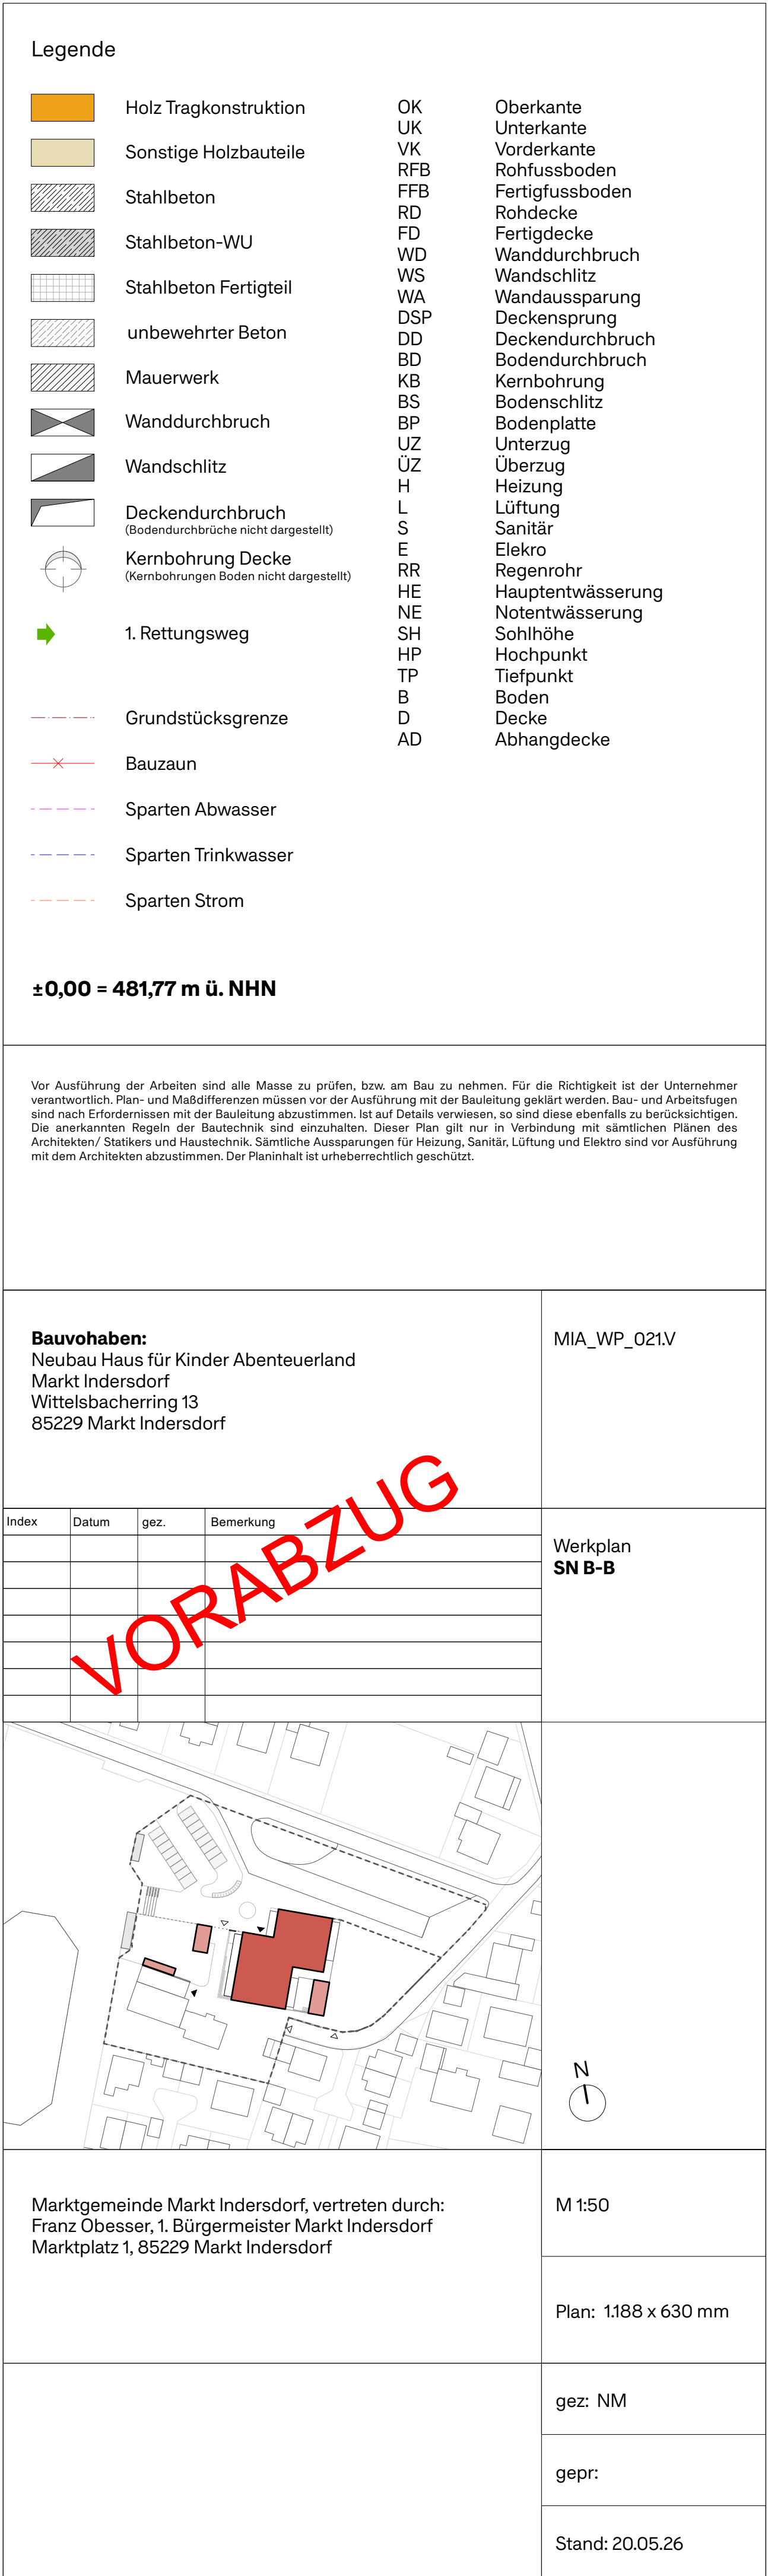 Legende
Holz Tragkonstruktion
Sonstige Holzbauteile
Stahlbeton
Stahlbeton-WU
Stahlbeton Fertigteil
unbewehrter Beton
Mauerwerk
Wanddurchbruch
Wandschlitz
Deckendurchbruch
(Bodendurchbrüche nicht dargestellt)
Kernbohrung Decke
(Kernbohrungen Boden nicht dargestellt)
1. Rettungsweg
Grundstücksgrenze
Bauzaun
Sparten Abwasser
Sparten Trinkwasser
Sparten Strom
OK Oberkante
UK Unterkante
VK Vorderkante
RFB Rohfussboden
FFB Fertigfussboden
RD Rohdecke
FD Fertigdecke
WD Wanddurchbruch
WS Wandschlitz
WA Wandaussparung
DSP Deckensprung
DD Deckendurchbruch
BD Bodendurchbruch
KB Kernbohrung
BS Bodenschlitz
BP Bodenplatte
UZ Unterzug
ÜZ Überzug
H Heizung
L Lüftung
S Sanitär
E Elekro
RR Regenrohr
HE Hauptentwässerung
NE Notentwässerung
SH Sohlhöhe
HP Hochpunkt
TP Tiefpunkt
B Boden
D Decke
AD Abhangdecke
±0,00 = 481,77 m ü. NHN
Vor Ausführung der Arbeiten sind alle Masse zu prüfen, bzw. am Bau zu nehmen. Für die Richtigkeit ist der Unternehmer
verantwortlich. Plan- und Maßdifferenzen müssen vor der Ausführung mit der Bauleitung geklärt werden. Bau- und Arbeitsfugen
sind nach Erfordernissen mit der Bauleitung abzustimmen. Ist auf Details verwiesen, so sind diese ebenfalls zu berücksichtigen.
Die anerkannten Regeln der Bautechnik sind einzuhalten. Dieser Plan gilt nur in Verbindung mit sämtlichen Plänen des
Architekten/ Statikers und Haustechnik. Sämtliche Aussparungen für Heizung, Sanitär, Lüftung und Elektro sind vor Ausführung
mit dem Architekten abzustimmen. Der Planinhalt ist urheberrechtlich geschützt.
Bauvohaben:
Neubau Haus für Kinder Abenteuerland
Markt Indersdorf
Wittelsbacherring 13
85229 Markt Indersdorf
MIA_WP_021.V
Index Datum gez. Bemerkung
VORABZUG
Werkplan
SN B-B
N
Marktgemeinde Markt Indersdorf, vertreten durch:
Franz Obesser, 1. Bürgermeister Markt Indersdorf
Marktplatz 1, 85229 Markt Indersdorf
M 1:50
Plan: 1.188 x 630 mm
gez: NM
gepr:
Stand: 20.05.26